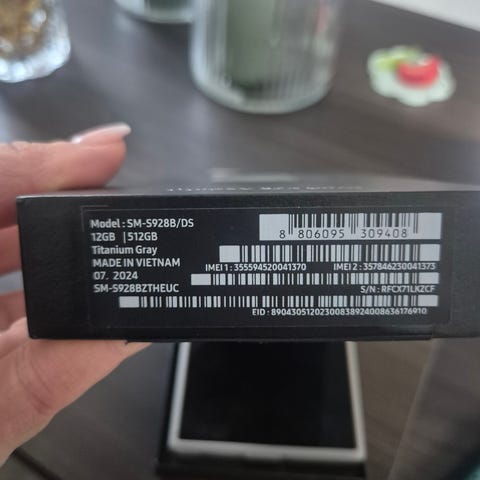 Model : SM-S928B/DS
12GB | 512GB
Titanium Gray
MADE IN VIETNAM
07. 2024
SM-S928BZTHEUC
8 806095 309408
IMEI 1 : 355594520041370 IMEI 2 : 357846230041373
S/N : RFCX71LKZCF
EID : 89043051202300838924008636176910